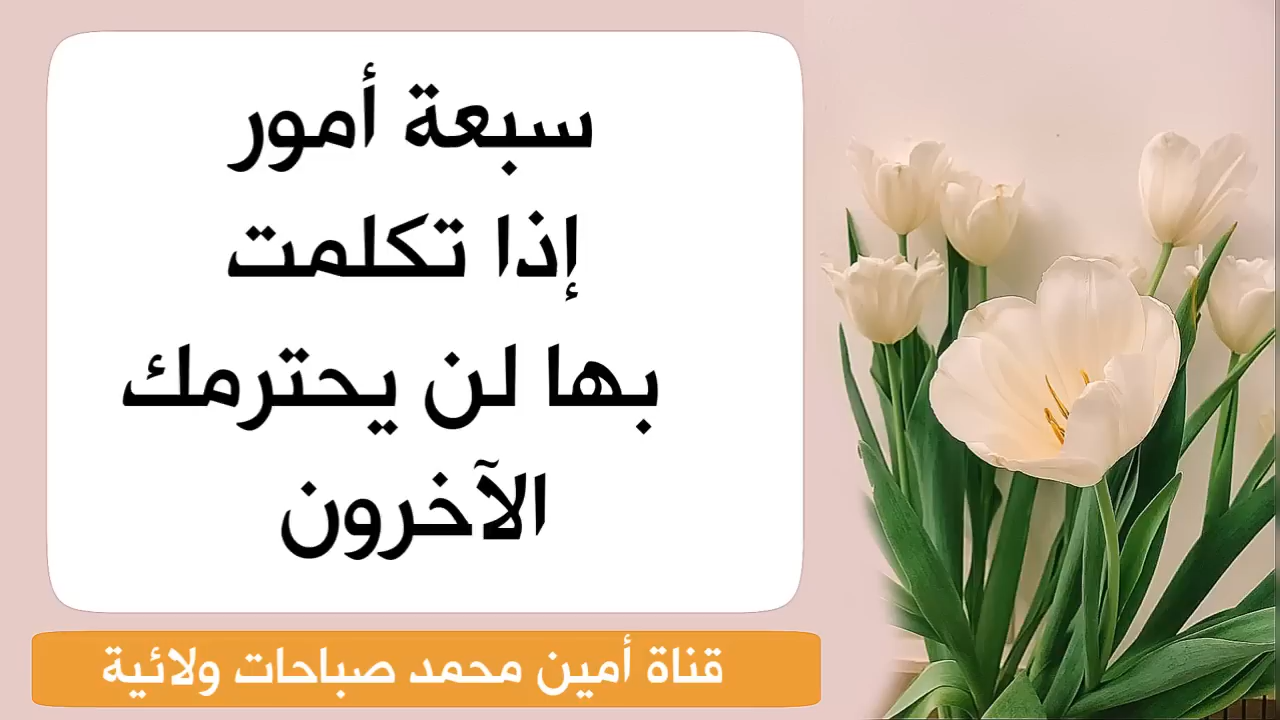 سبعة أمور
إذا تكلمت
بها لن يحترمك
الآخرون
قناة أمين محمد صباحات ولائية